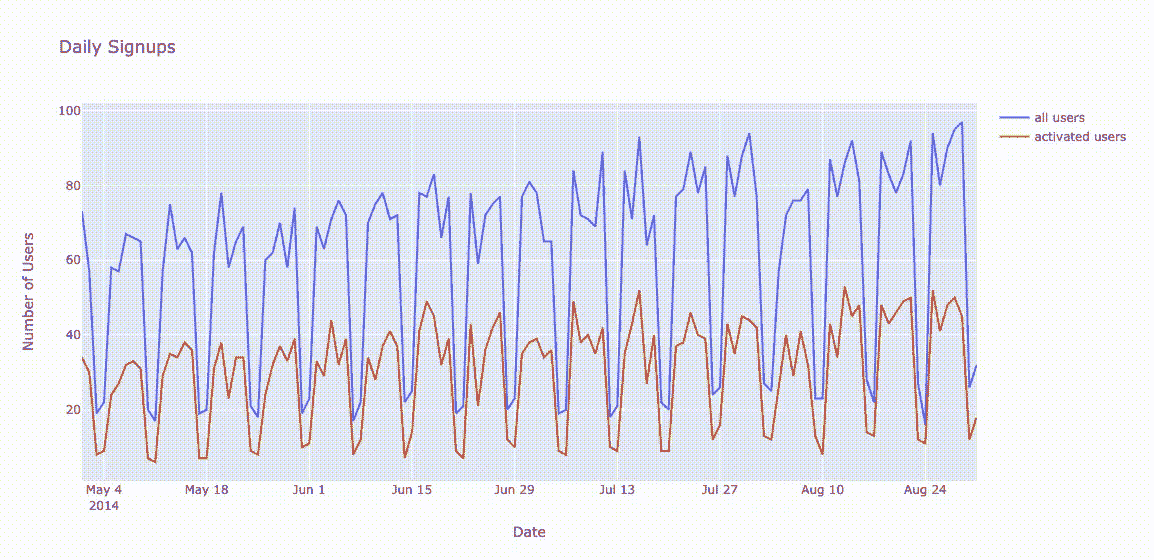 Daily Signups
100
80
60
40
20
Number of Users
May 4
2014
May 18
Jun 1
Jun 15
Jun 29
Jul 13
Jul 27
Aug 10
Aug 24
Date
all users
activated users